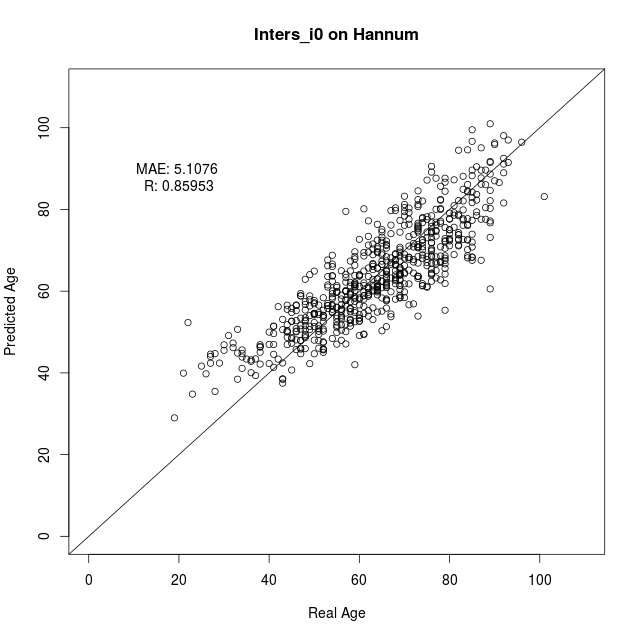 Inters_i0 on Hannum
MAE: 5.1076
R: 0.85953
Predicted Age
0
20
40
60
80
100
0 20 40 60 80 100
Real Age